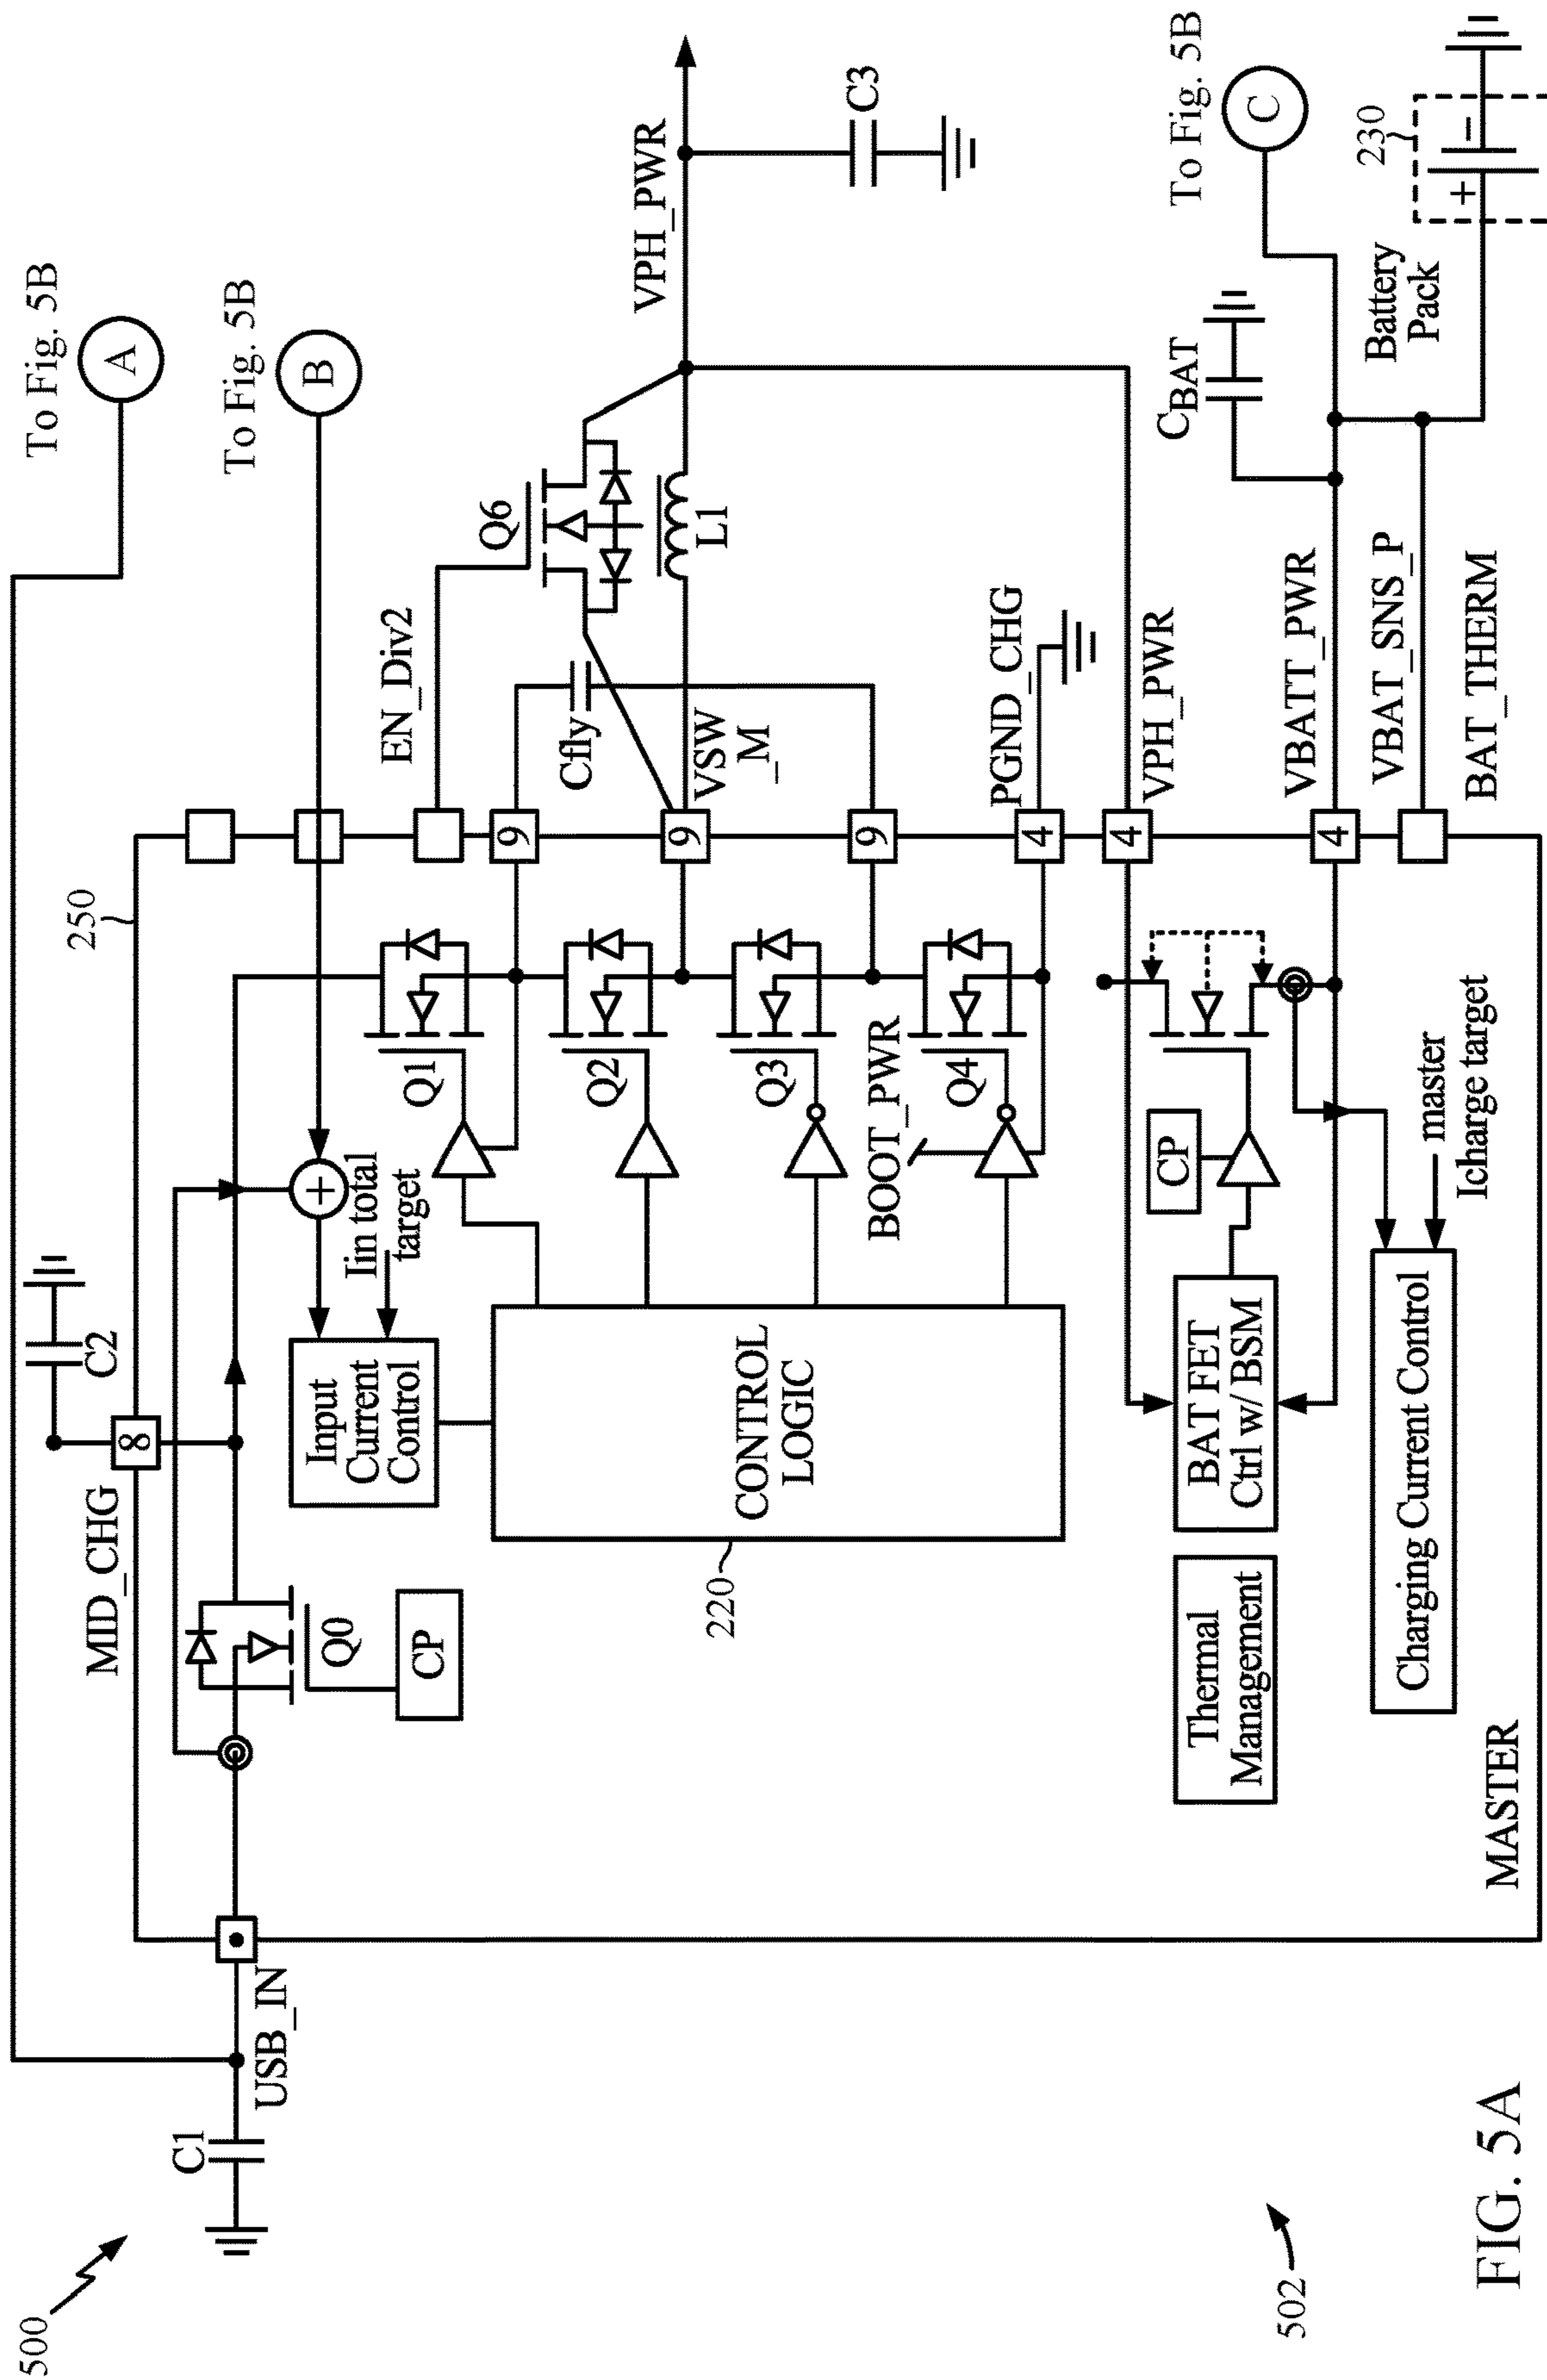 500
To Fig. 5B
A
To Fig. 5B
B
C1
USB_IN
MID_CHG
8
C2
250
Q0
CP
Input
Current
Control
Iin total
target
+
220
CONTROL
LOGIC
Q1
Q2
Q3
Q4
BOOT_PWR
9
9
9
4
4
4
EN_Div2
Cfly
Q6
L1
VSW
_M
VPH_PWR
C3
PGND_CHG
VPH_PWR
VBATT_PWR
VBAT_SNS_P
BAT_THERM
CBAT
To Fig. 5B
C
Battery
Pack
230
+
−
Thermal
Management
BAT FET
Ctrl w/ BSM
CP
Charging Current Control
master
Icharge target
MASTER
502
FIG. 5A